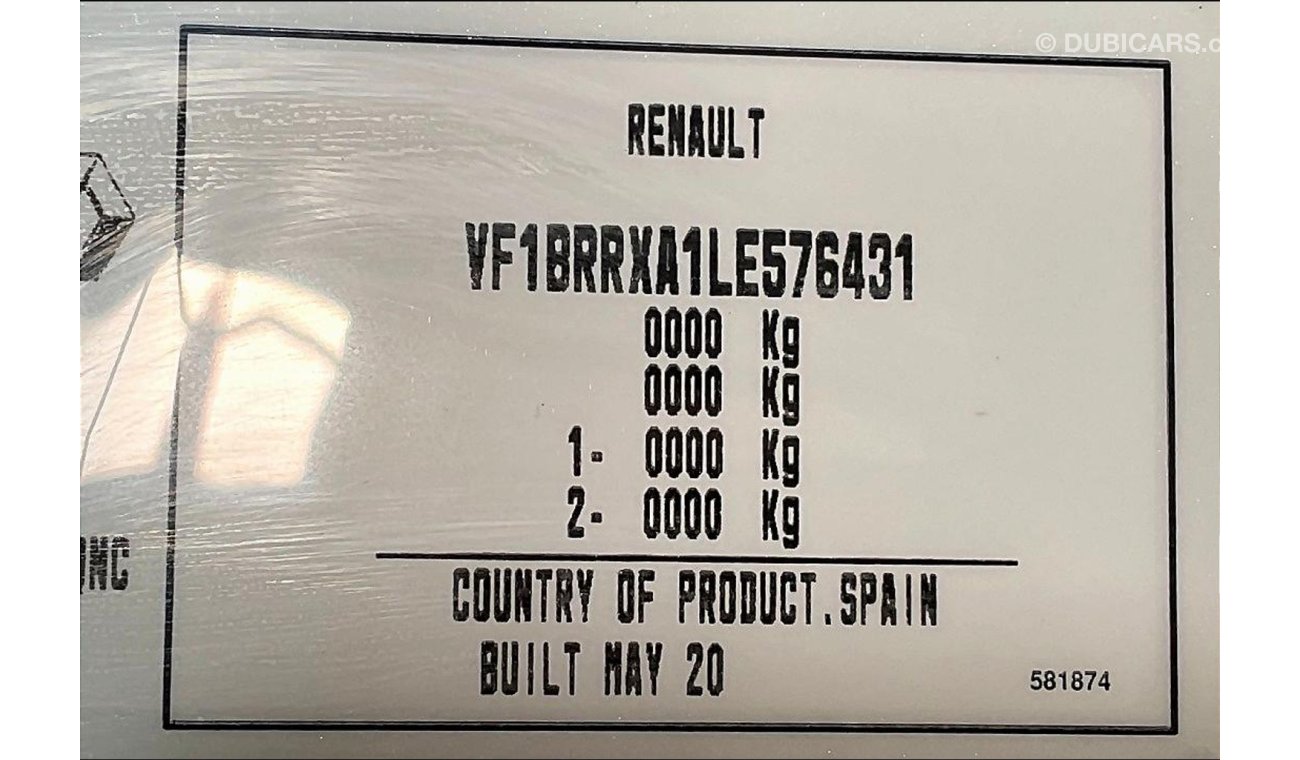 © DUBICARS.c
RENAULT
VF1BRRXA1LE576431
0000 Kg
0000 Kg
1- 0000 Kg
2- 0000 Kg
COUNTRY OF PRODUCT.SPAIN
BUILT MAY 20
581874